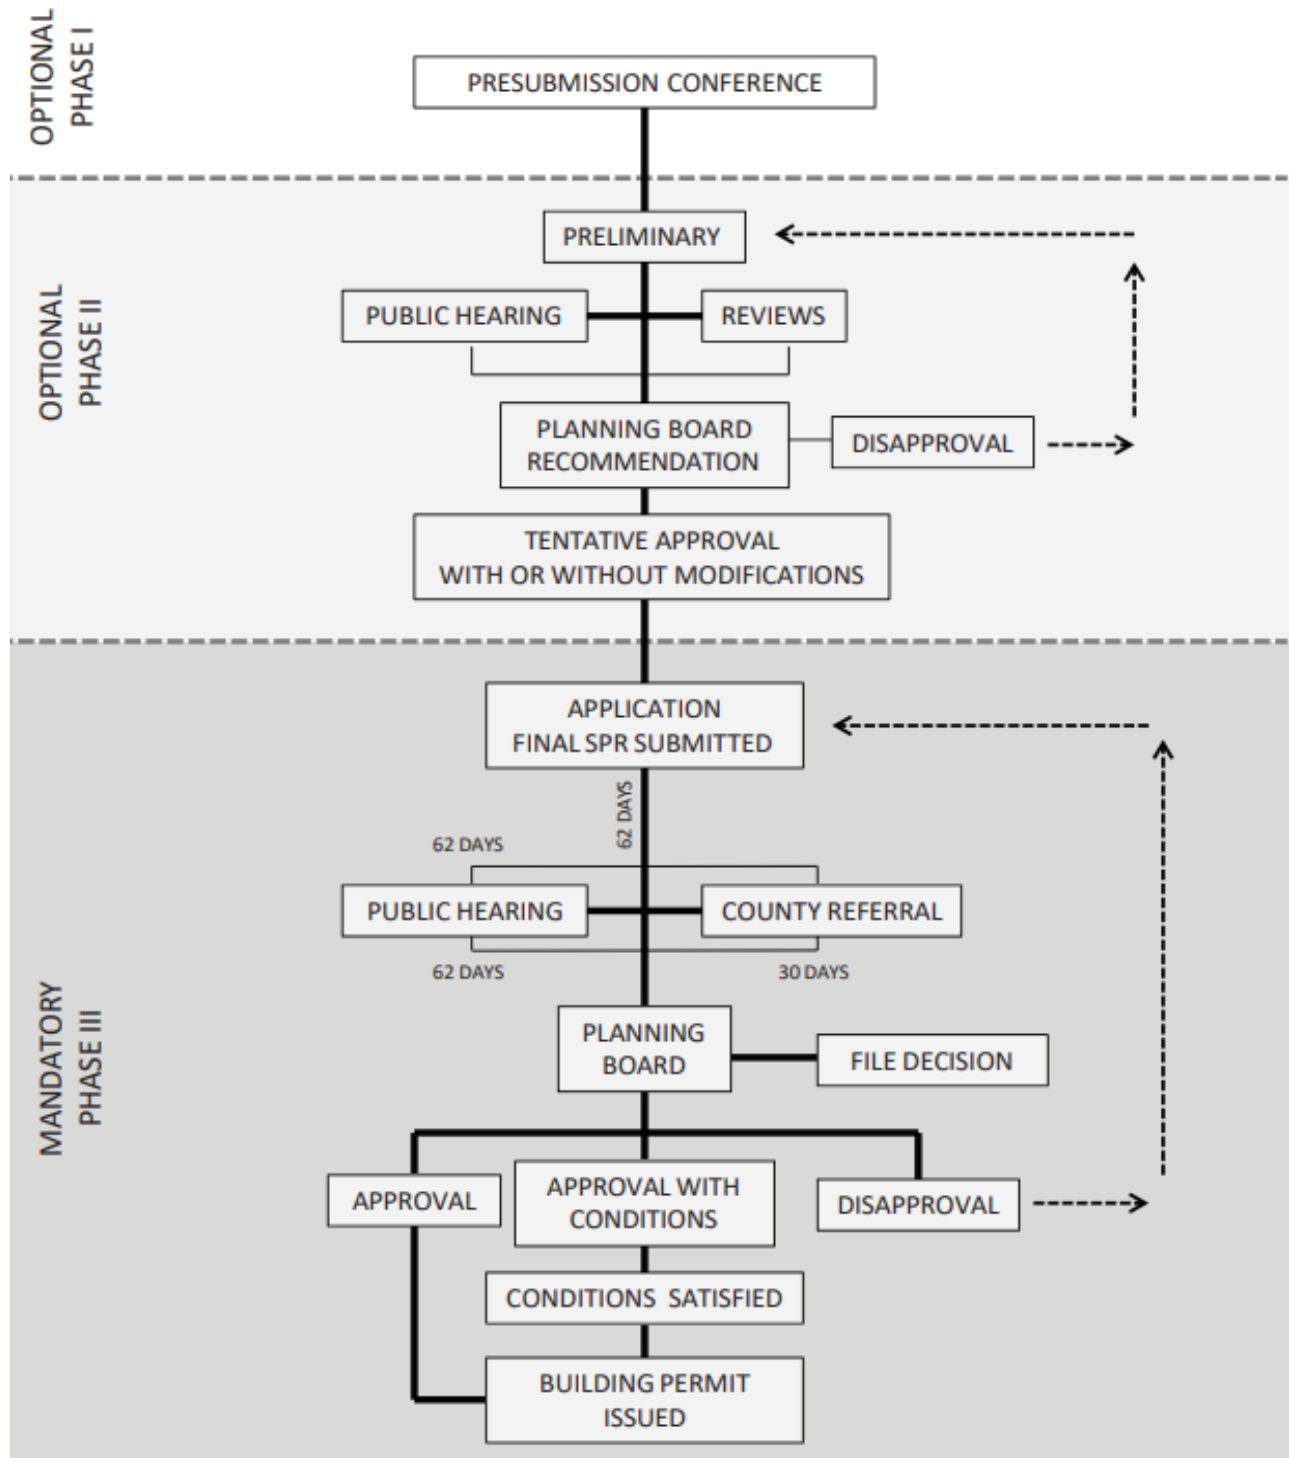 OPTIONAL
PHASE I
PRESUBMISSION CONFERENCE
OPTIONAL
PHASE II
PRELIMINARY
PUBLIC HEARING
REVIEWS
PLANNING BOARD
RECOMMENDATION
DISAPPROVAL
TENTATIVE APPROVAL
WITH OR WITHOUT MODIFICATIONS
MANDATORY
PHASE III
APPLICATION
FINAL SPR SUBMITTED
62 DAYS
62 DAYS
PUBLIC HEARING
COUNTY REFERRAL
62 DAYS
30 DAYS
PLANNING
BOARD
FILE DECISION
APPROVAL
APPROVAL WITH
CONDITIONS
DISAPPROVAL
CONDITIONS SATISFIED
BUILDING PERMIT
ISSUED